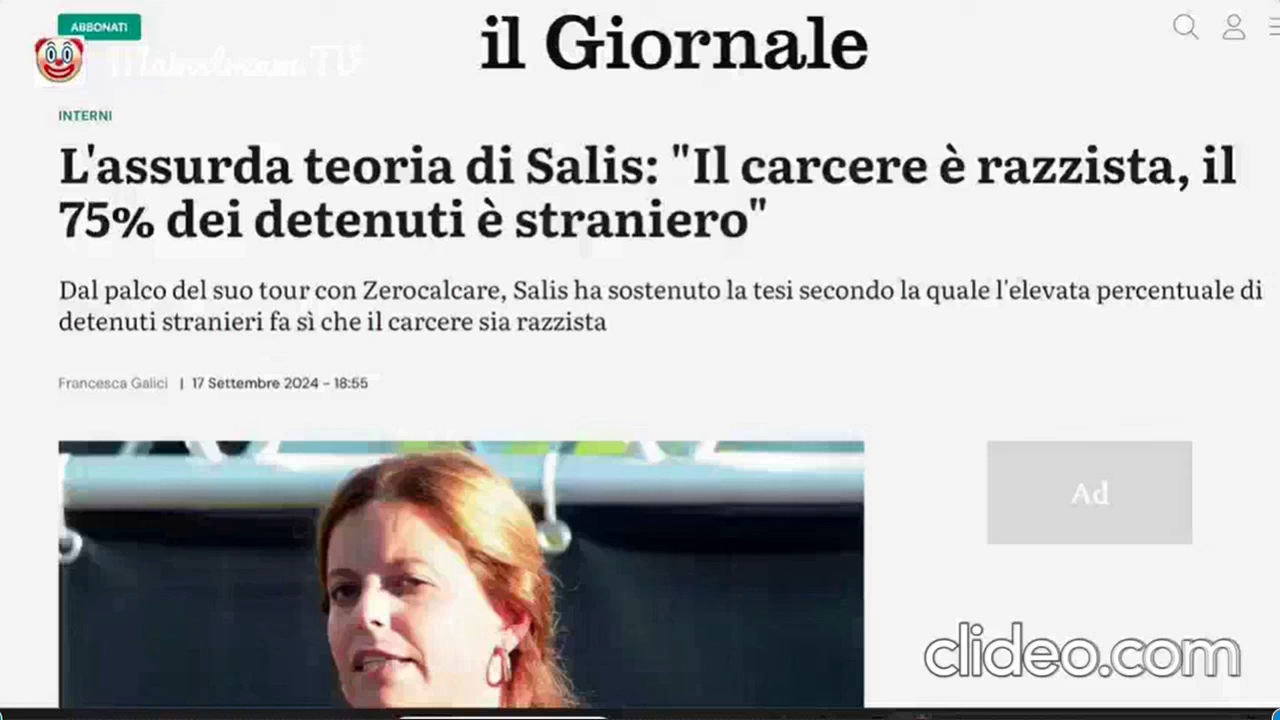 ABBONATI
il Giornale
INTERNI
L'assurda teoria di Salis: "Il carcere è razzista, il
75% dei detenuti è straniero"
Dal palco del suo tour con Zerocalcare, Salis ha sostenuto la tesi secondo la quale l'elevata percentuale di
detenuti stranieri fa sì che il carcere sia razzista
Francesca Galici | 17 Settembre 2024 - 18:55
Ad
clideo.com